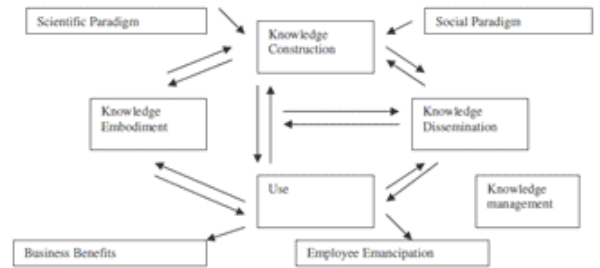 Scientific Paradigm
Social Paradigm
Knowledge
Construction
Knowledge
Embodiment
Knowledge
Dissemination
Use
Knowledge
management
Business Benefits
Employee Emancipation